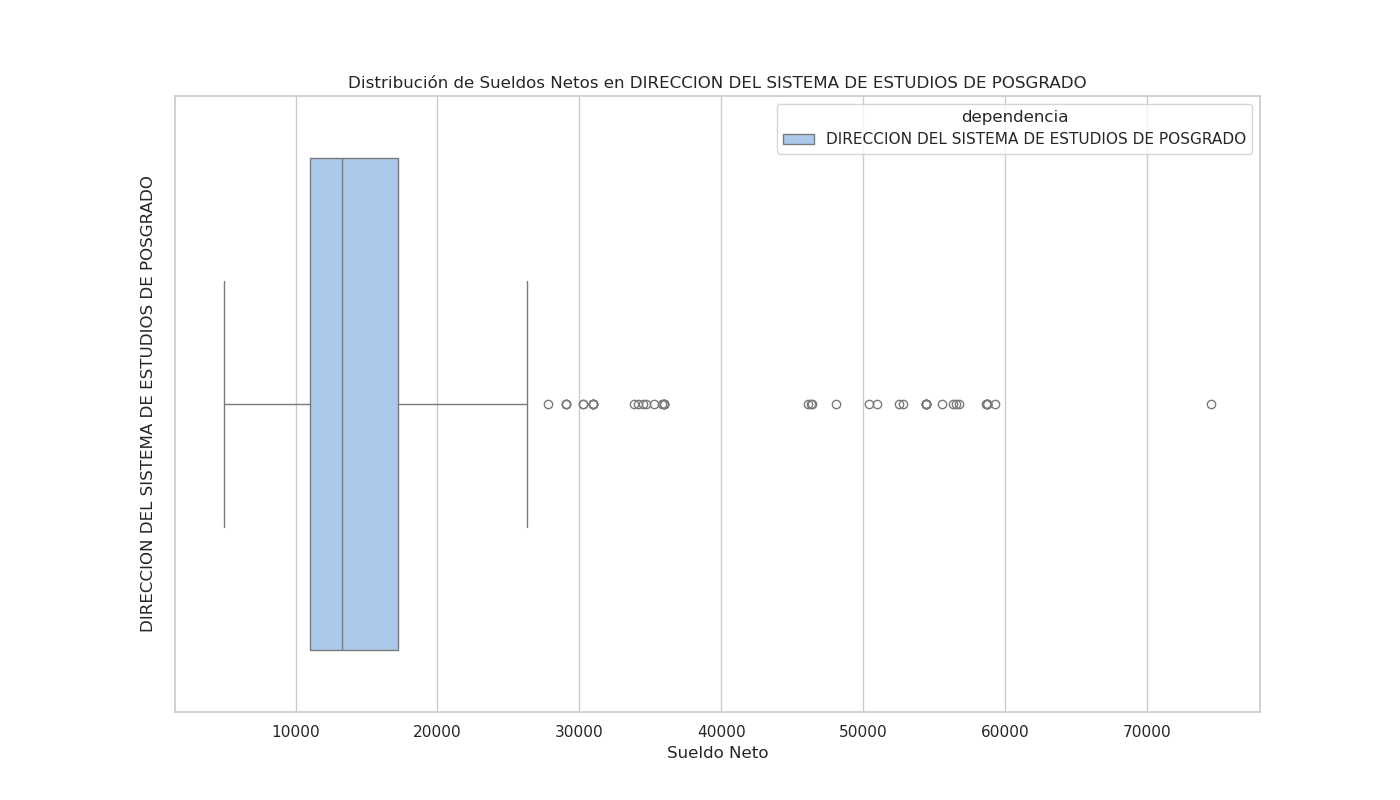 Distribución de Sueldos Netos en DIRECCION DEL SISTEMA DE ESTUDIOS DE POSGRADO
dependencia
DIRECCION DEL SISTEMA DE ESTUDIOS DE POSGRADO
DIRECCION DEL SISTEMA DE ESTUDIOS DE POSGRADO
10000 20000 30000 40000 50000 60000 70000
Sueldo Neto